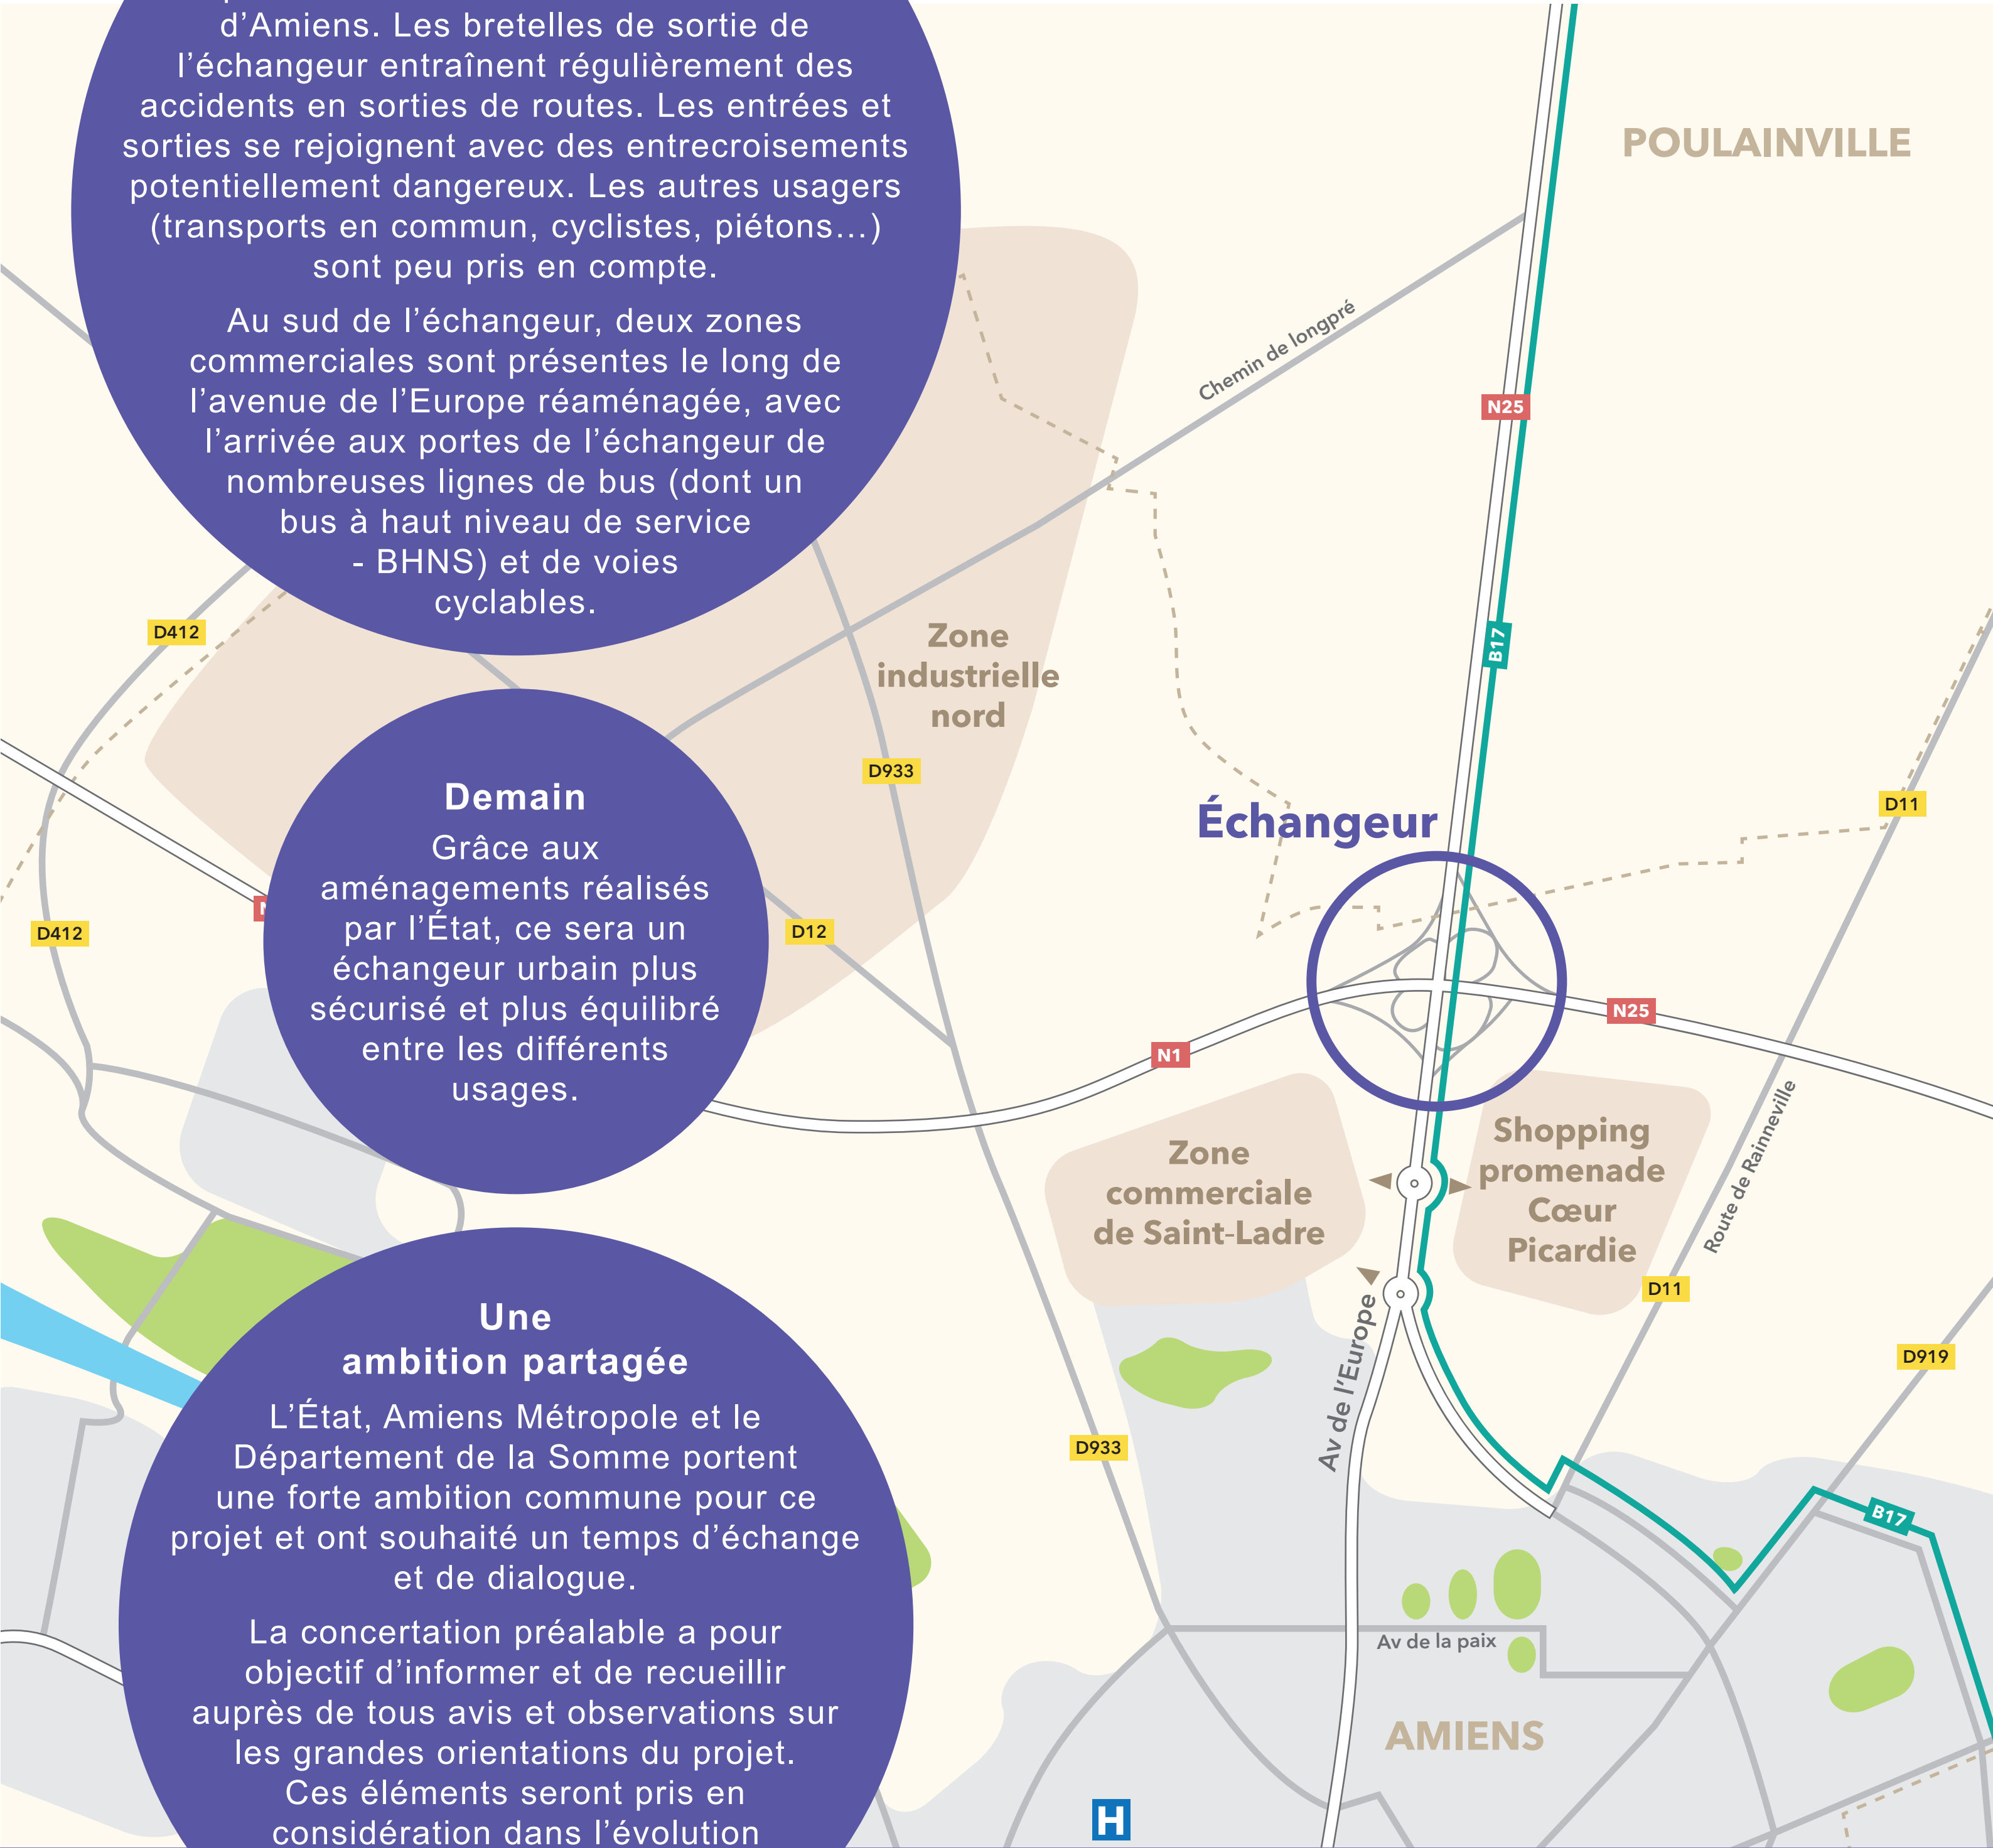 d’Amiens. Les bretelles de sortie de
l’échangeur entraînent régulièrement des
accidents en sorties de routes. Les entrées et
sorties se rejoignent avec des entrecroisements
potentiellement dangereux. Les autres usagers
(transports en commun, cyclistes, piétons...)
sont peu pris en compte.
Au sud de l’échangeur, deux zones
commerciales sont présentes le long de
l’avenue de l’Europe réaménagée, avec
l’arrivée aux portes de l’échangeur de
nombreuses lignes de bus (dont un
bus à haut niveau de service
- BHNS) et de voies
cyclables.
Demain
Grâce aux
aménagements réalisés
par l’État, ce sera un
échangeur urbain plus
sécurisé et plus équilibré
entre les différents
usages.
Une
ambition partagée
L’État, Amiens Métropole et le
Département de la Somme portent
une forte ambition commune pour ce
projet et ont souhaité un temps d’échange
et de dialogue.
La concertation préalable a pour
objectif d’informer et de recueillir
auprès de tous avis et observations sur
les grandes orientations du projet.
Ces éléments seront pris en
considération dans l’évolution
POULAINVILLE
Chemin de longpré
N25
B17
D412
Zone
industrielle
nord
D933
Échangeur
D11
D412
D12
N25
N1
Zone
commerciale
de Saint-Ladre
Shopping
promenade
Cœur
Picardie
Route de Rainneville
D11
Av de l’Europe
D919
D933
B17
Av de la paix
AMIENS
H